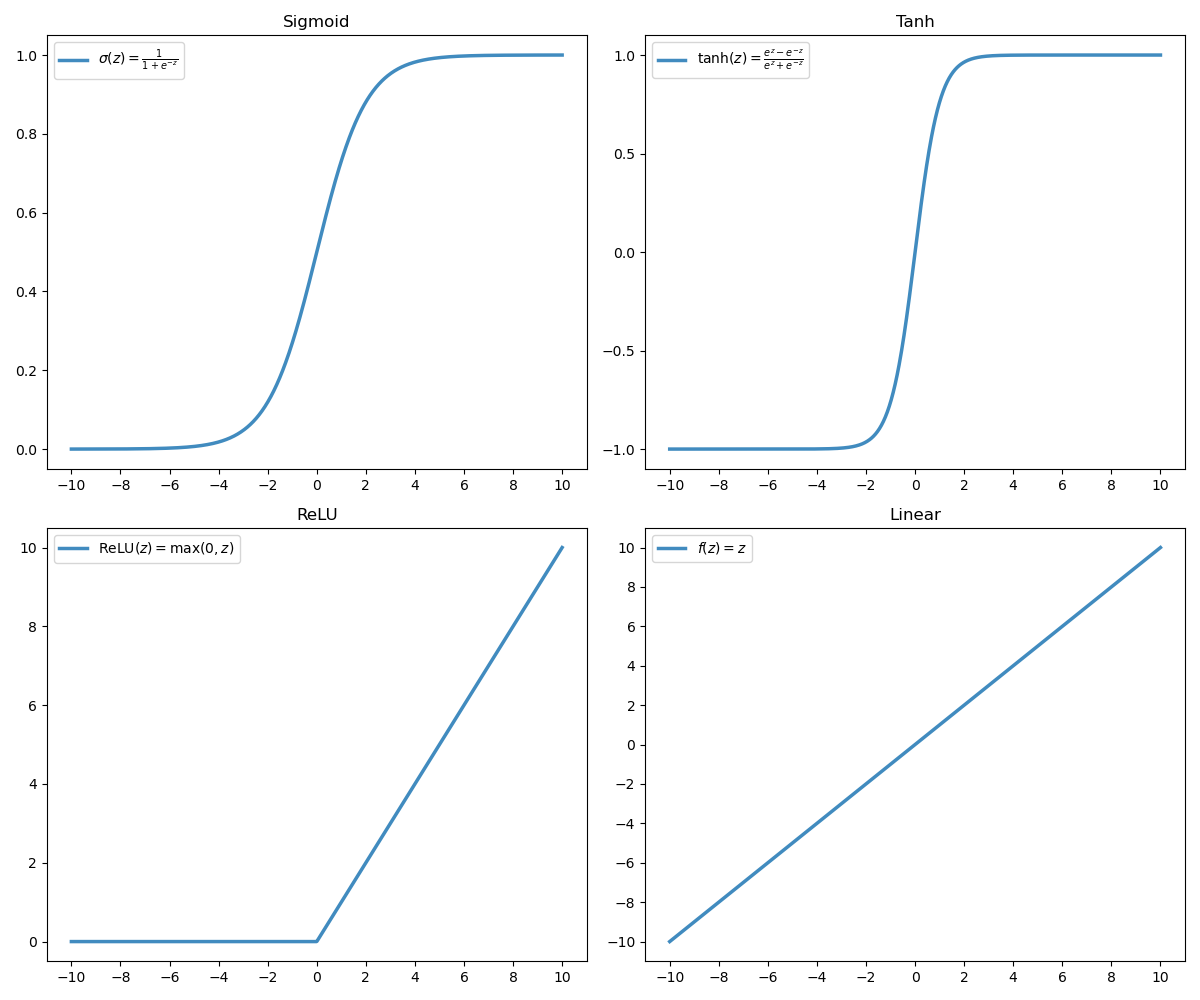 Sigmoid
σ(z) = 1/(1 + e^{−z})
1.0
0.8
0.6
0.4
0.2
0.0
−10 −8 −6 −4 −2 0 2 4 6 8 10
Tanh
tanh(z) = (e^z − e^{−z})/(e^z + e^{−z})
1.0
0.5
0.0
−0.5
−1.0
−10 −8 −6 −4 −2 0 2 4 6 8 10
ReLU
ReLU(z) = max(0, z)
10
8
6
4
2
0
−10 −8 −6 −4 −2 0 2 4 6 8 10
Linear
f(z) = z
10
8
6
4
2
0
−2
−4
−6
−8
−10
−10 −8 −6 −4 −2 0 2 4 6 8 10